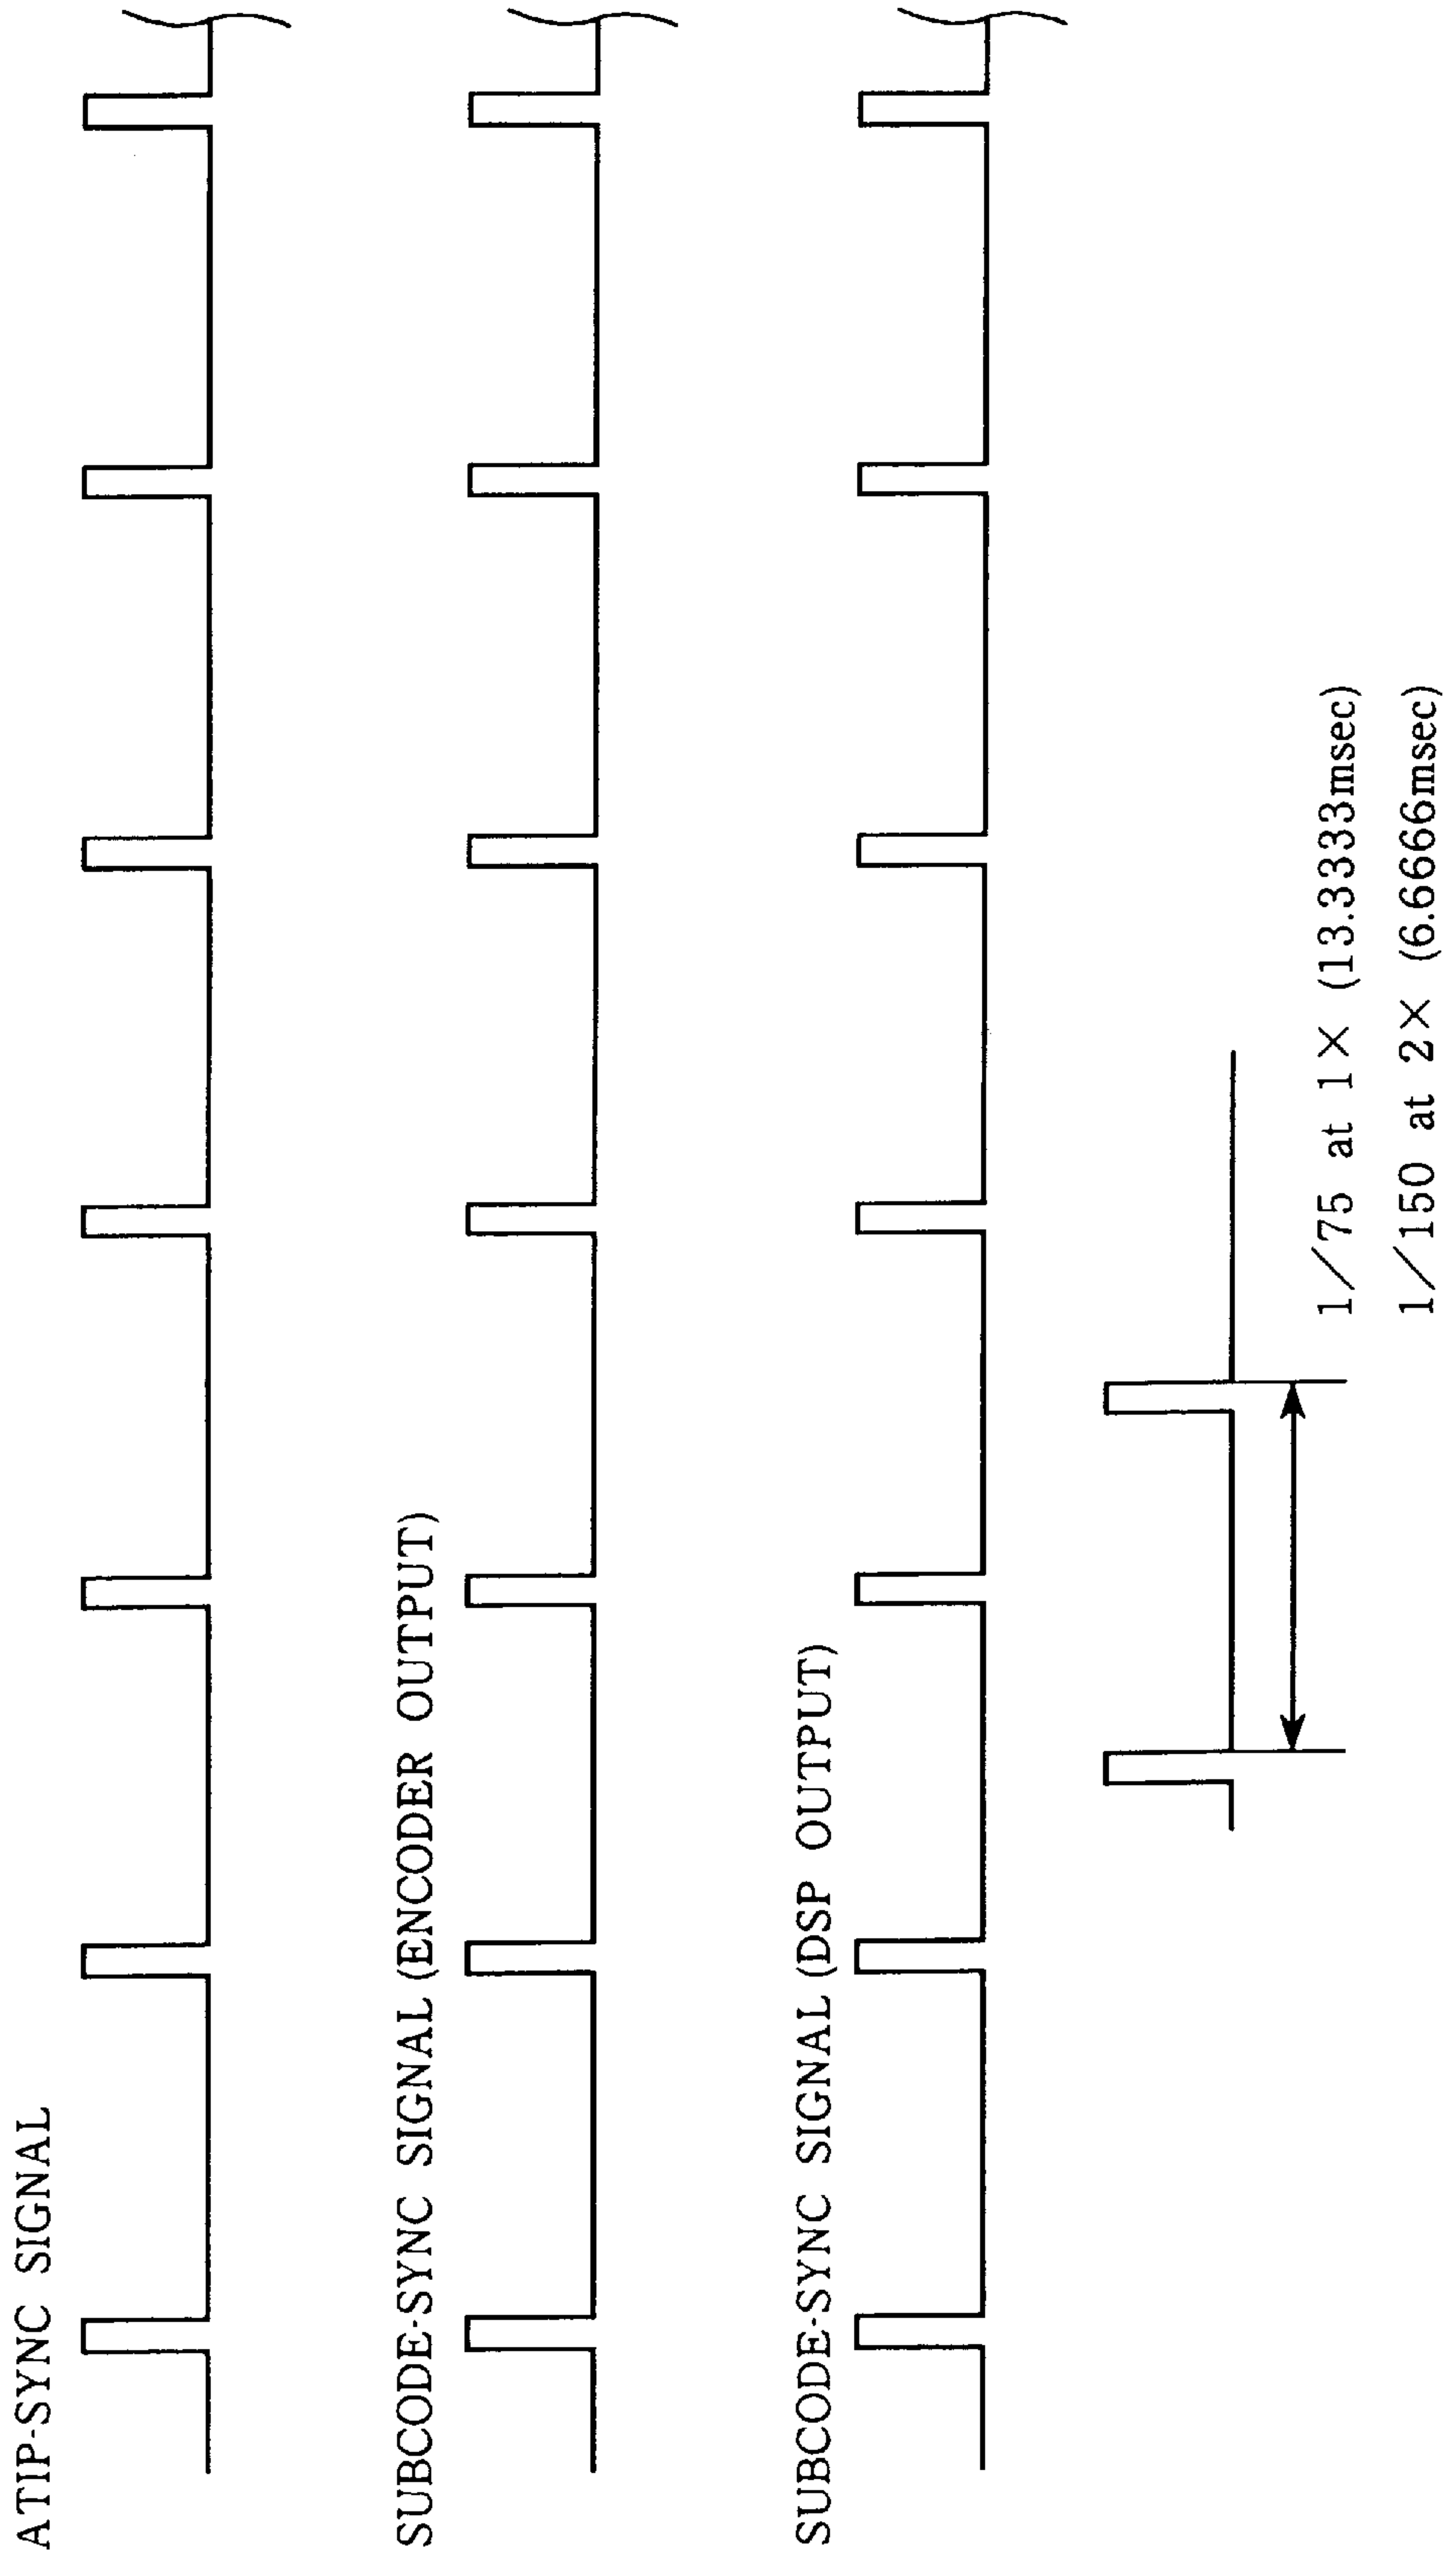 ATIP-SYNC SIGNAL
SUBCODE-SYNC SIGNAL (ENCODER OUTPUT)
SUBCODE-SYNC SIGNAL (DSP OUTPUT)
1/75 at 1× (13.3333msec)
1/150 at 2× (6.6666msec)